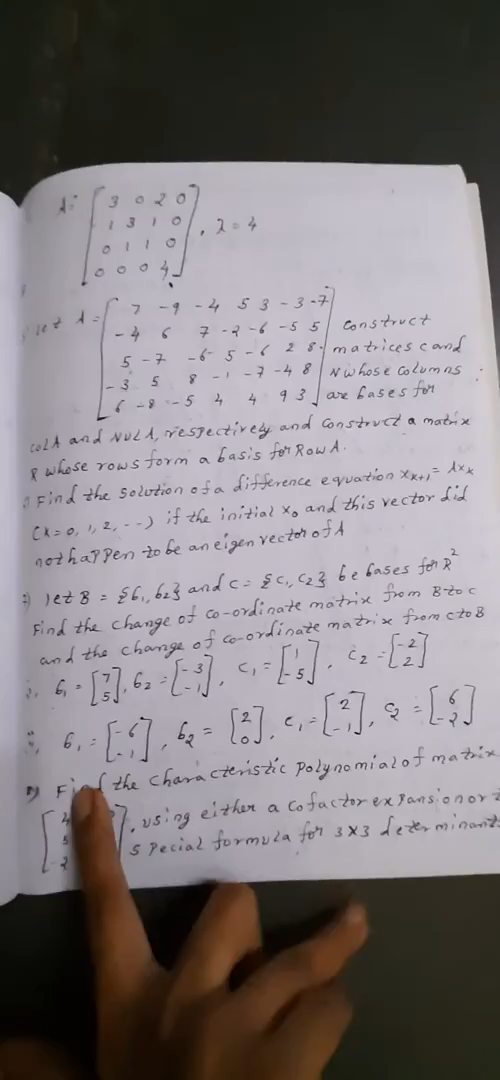 A = [3 0 2 0
1 3 1 0
0 1 1 0
0 0 0 4], λ = 4
Let A = [7 -9 -4 5 3 -3 -7
-4 6 7 -2 -6 -5 5 construct
5 -7 -6 5 -6 2 8 matrices c and
-3 5 8 -1 -7 -4 8 N whose columns
6 -8 -5 4 4 9 3] are bases for
colA and NULA, respectively and construct a matrix
R whose rows form a basis for Row A.
Find the solution of a difference equation xk+1 = Axk
(k = 0, 1, 2, ...) if the initial x0 and this vector did
not happen to be an eigen vector of A
2) let B = {b1, b2} and C = {c1, c2} be bases for R²
Find the change of co-ordinate matrix from B to c
and the change of co-ordinate matrix from c to B
i, b1 = [7 5], b2 = [-3 -1], c1 = [1 -5], c2 = [-2 2]
ii, b1 = [-6 -1], b2 = [2 0], c1 = [2 -1], c2 = [6 -2]
Find the characteristic polynomial of matrix
, using either a cofactor expansion or
special formula for 3x3 determinant